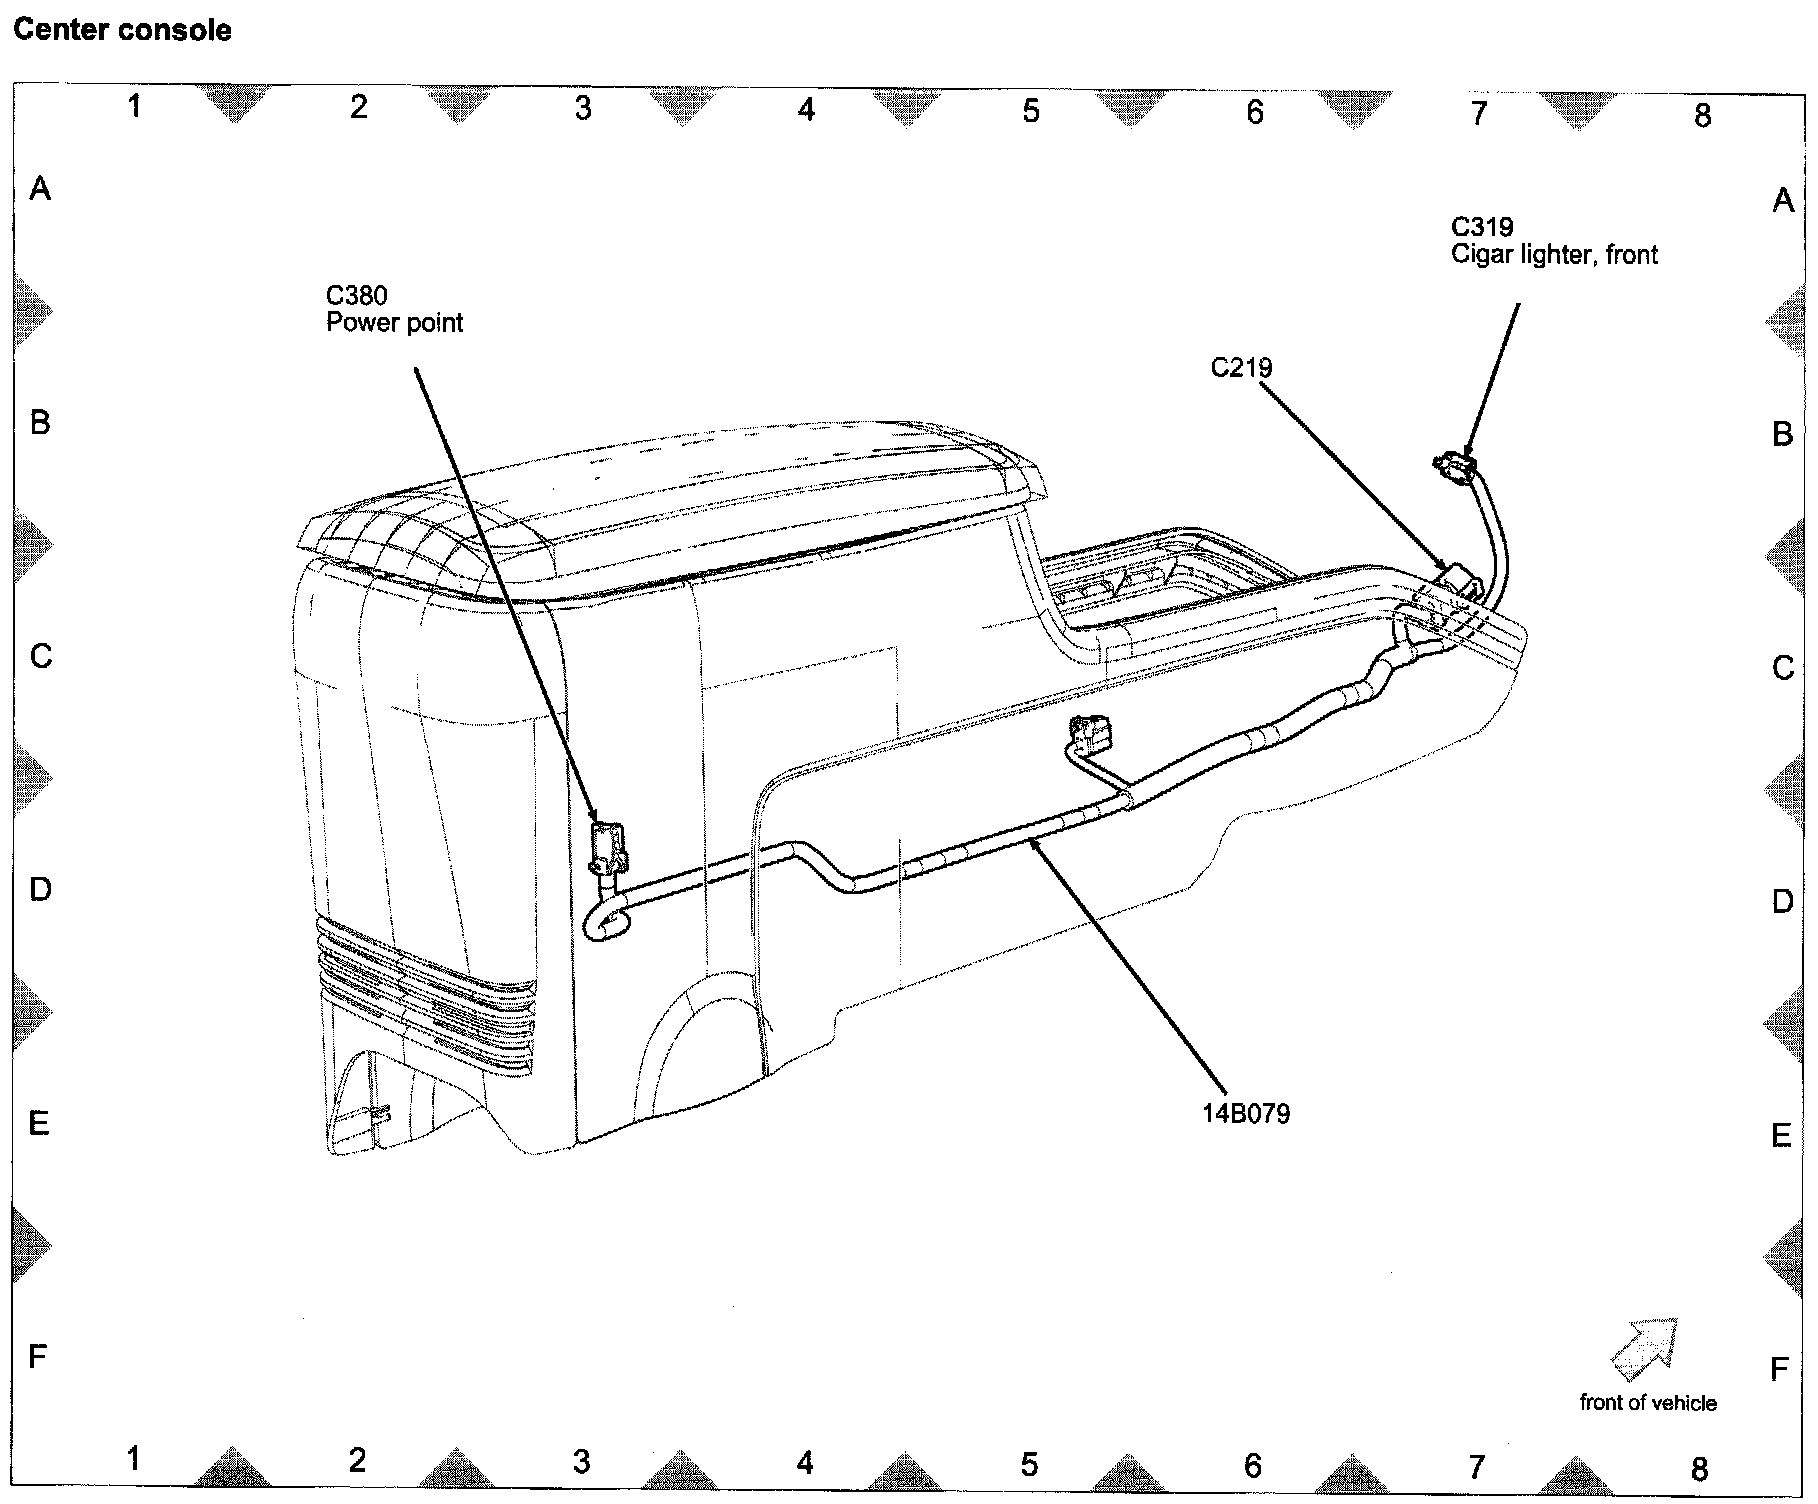 Center console
1 2 3 4 5 6 7 8
A A
C319
Cigar lighter, front
C380
Power point
C219
B B
C C
D D
14B079
E E
F F
front of vehicle
1 2 3 4 5 6 7 8